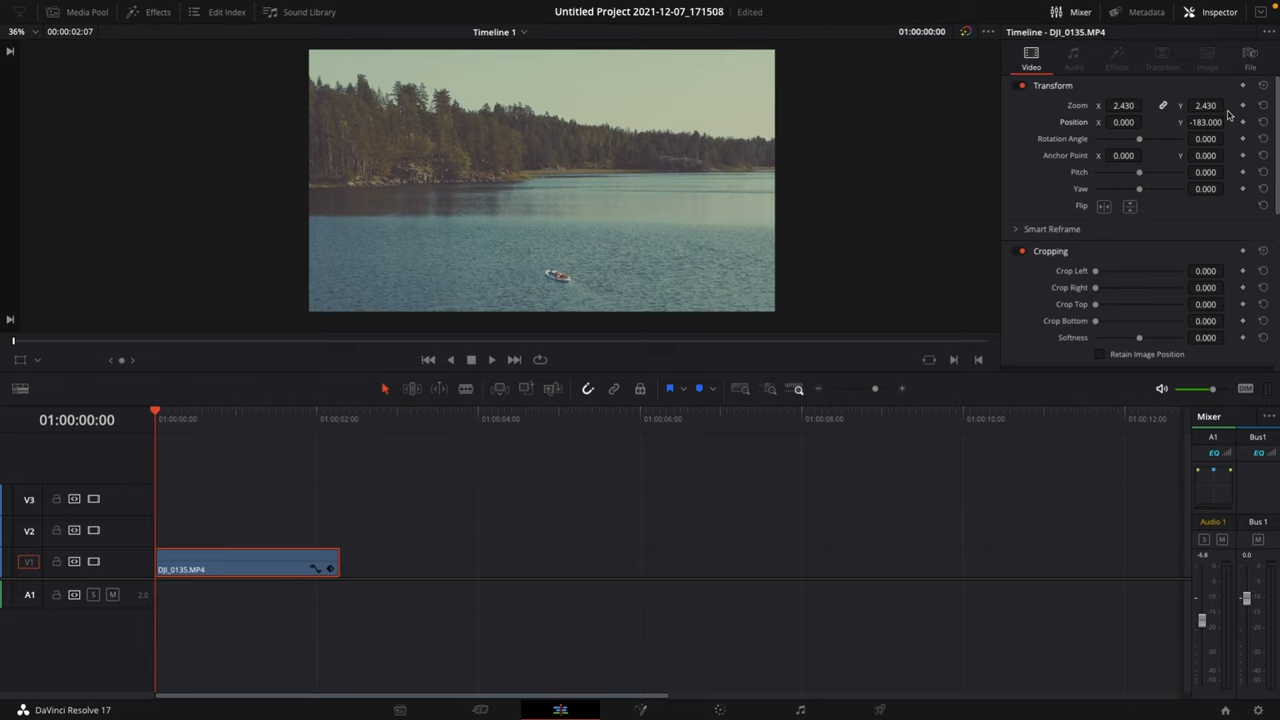 Media Pool Effects Edit Index Sound Library Untitled Project 2021-12-07_171508 Edited Mixer Metadata Inspector
36% 00:00:02:07 Timeline 1 01:00:00:00 Timeline - DJI_0135.MP4
Video Audio Effects Transition Image File
Transform
Zoom X 2.430 Y 2.430
Position X 0.000 Y -183.000
Rotation Angle 0.000
Anchor Point X 0.000 Y 0.000
Pitch 0.000
Yaw 0.000
Flip
Smart Reframe
Cropping
Crop Left 0.000
Crop Right 0.000
Crop Top 0.000
Crop Bottom 0.000
Softness 0.000
Retain Image Position
DIM
01:00:00:00 01:00:00:00 01:00:02:00 01:00:04:00 01:00:06:00 01:00:08:00 01:00:10:00 01:00:12:00
Mixer
A1 Bus1
EQ EQ
V3
V2
V1 DJI_0135.MP4
A1 S M 2.0
Audio 1 Bus 1
S M M
-6.8 0.0
DaVinci Resolve 17